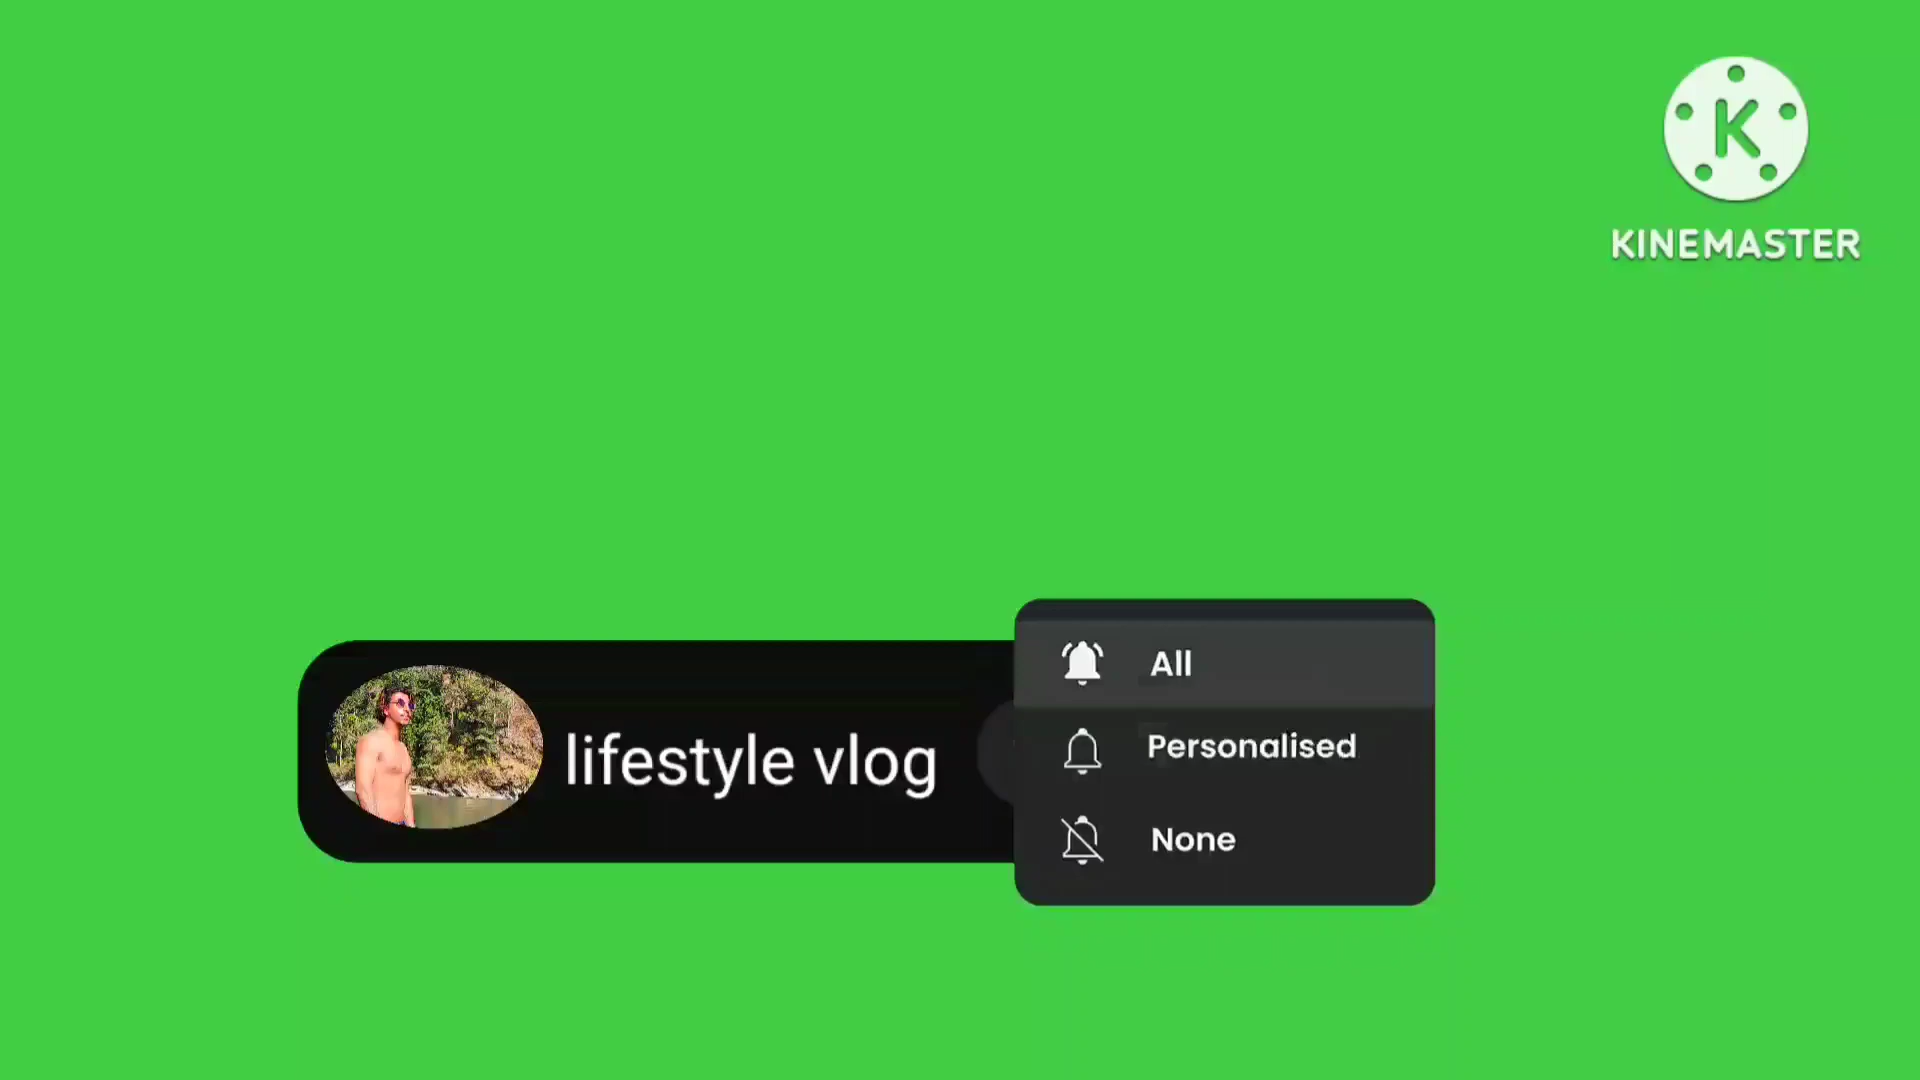 K
KINEMASTER
lifestyle vlog
All
Personalised
None